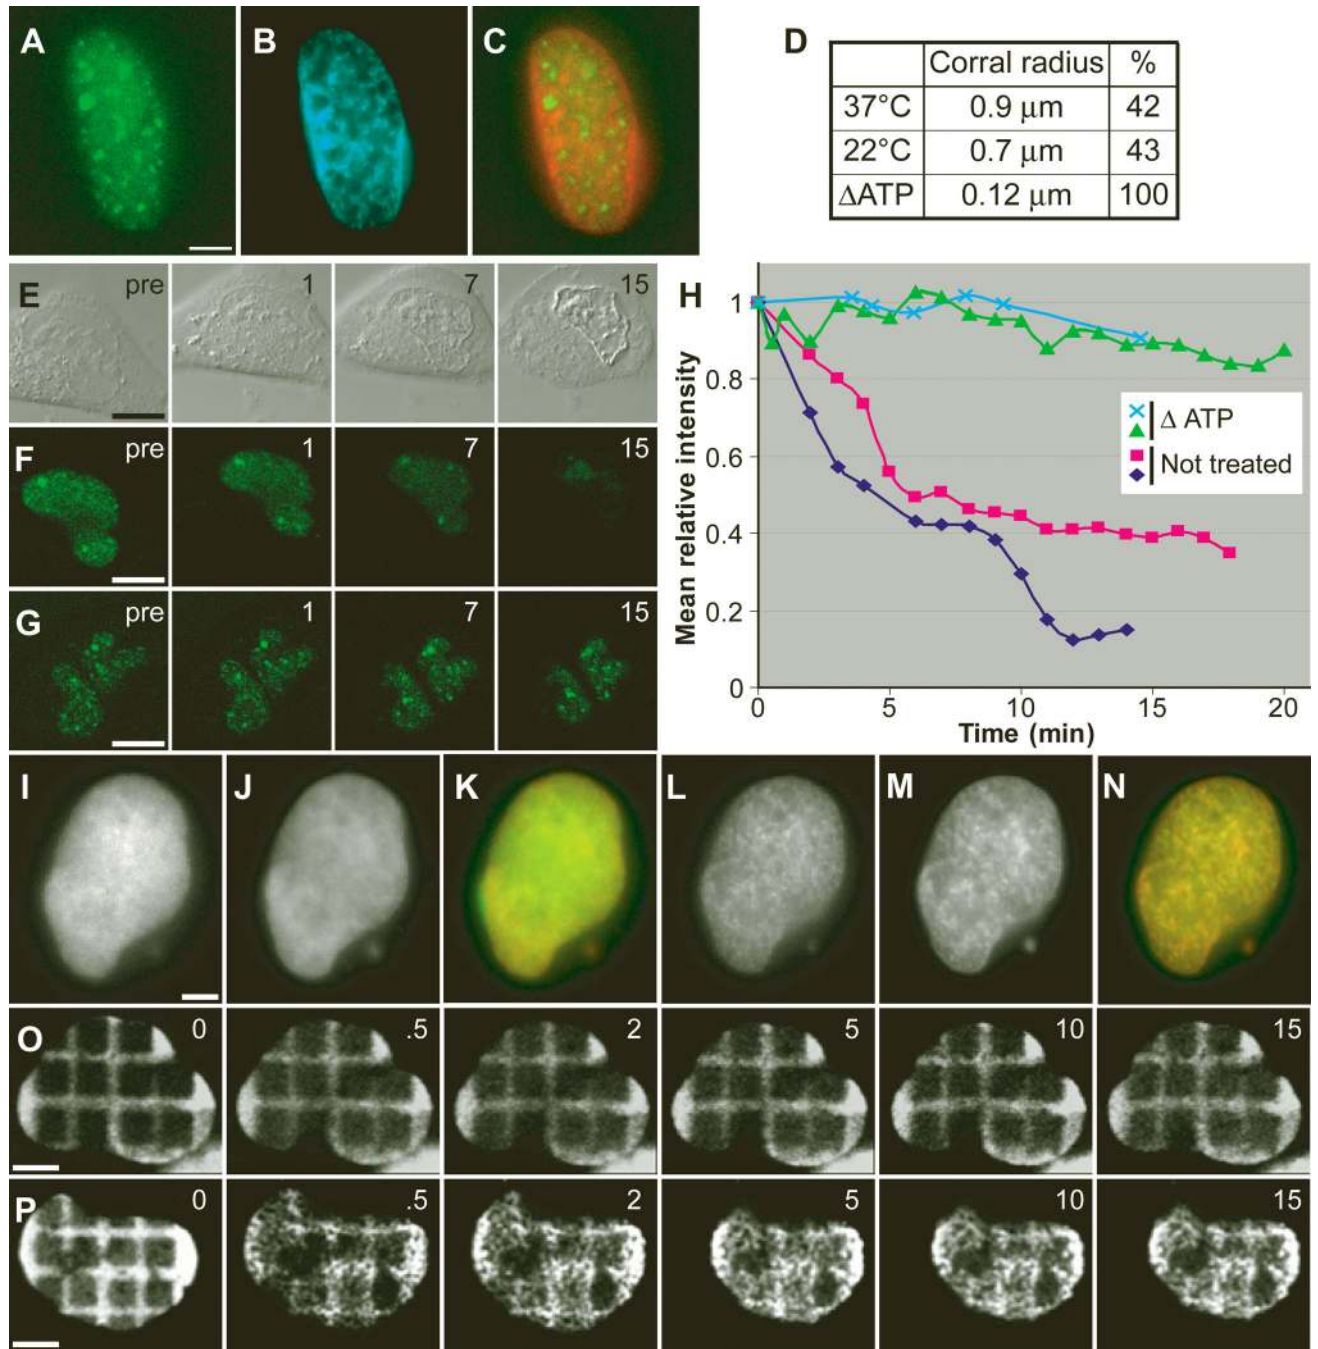 A
B
C
D
Corral radius %
37°C 0.9 μm 42
22°C 0.7 μm 43
ΔATP 0.12 μm 100
E pre 1 7 15
F pre 1 7 15
G pre 1 7 15
H
Mean relative intensity
1
0.8
0.6
0.4
0.2
0
0 5 10 15 20
Time (min)
Δ ATP
Not treated
I J K L M N
O 0 .5 2 5 10 15
P 0 .5 2 5 10 15